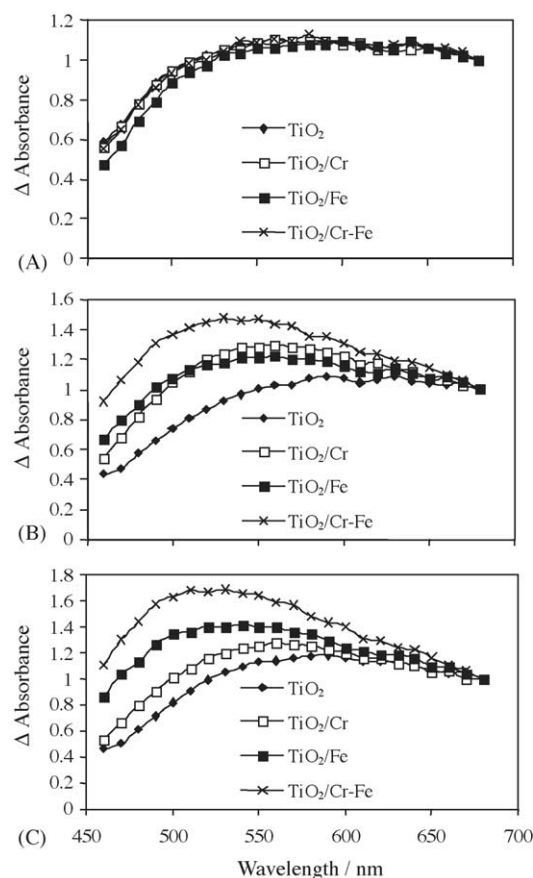 1.2
1
0.8
0.6
0.4
0.2
0
Δ Absorbance
TiO₂
TiO₂/Cr
TiO₂/Fe
TiO₂/Cr-Fe
(A)
1.6
1.4
1.2
1
0.8
0.6
0.4
0.2
0
Δ Absorbance
TiO₂
TiO₂/Cr
TiO₂/Fe
TiO₂/Cr-Fe
(B)
1.8
1.6
1.4
1.2
1
0.8
0.6
0.4
0.2
0
Δ Absorbance
TiO₂
TiO₂/Cr
TiO₂/Fe
TiO₂/Cr-Fe
(C)
450 500 550 600 650 700
Wavelength / nm